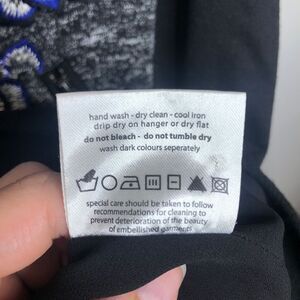 hand wash - dry clean - cool iron
drip dry on hanger or dry flat
do not bleach - do not tumble dry
wash dark colours seperately
special care should be taken to follow
recommendations for cleaning to
prevent deterioration of the beauty
of embellished garments